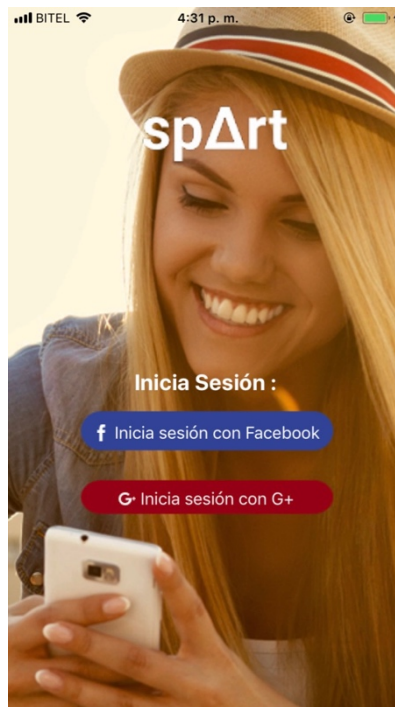 BITEL 4:31 p. m.
spΔrt
Inicia Sesión :
f Inicia sesión con Facebook
G+ Inicia sesión con G+